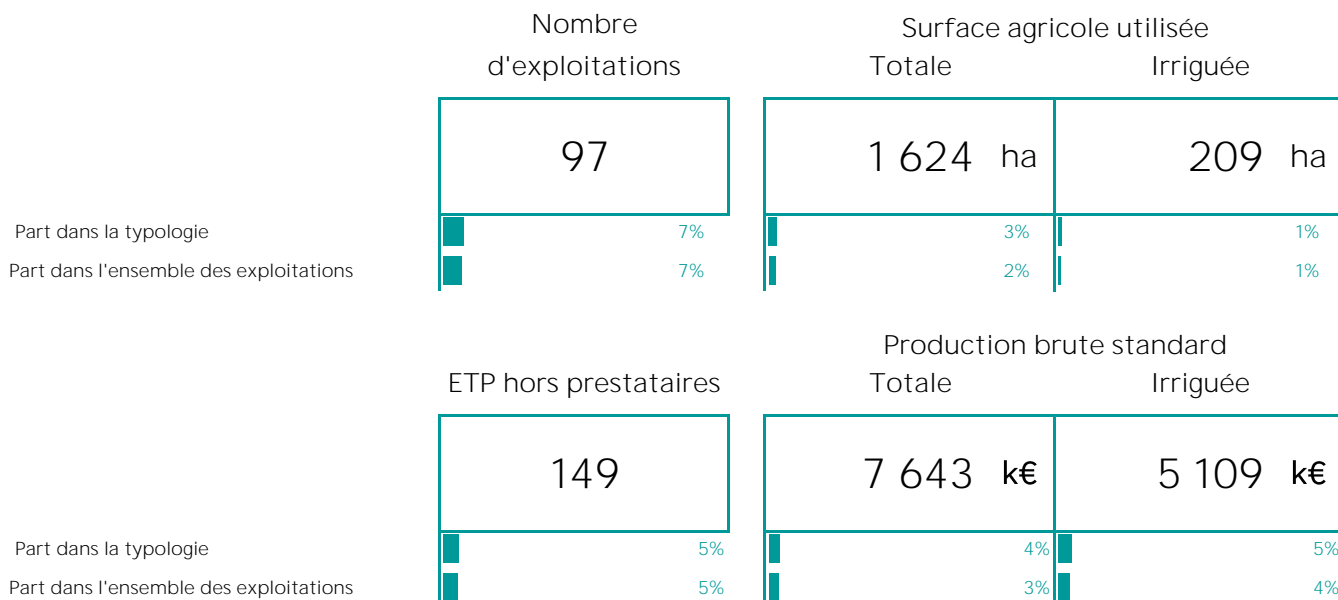 Nombre
d'exploitations
Surface agricole utilisée
Totale Irriguée
97 1 624 ha 209 ha
Part dans la typologie 7% 3% 1%
Part dans l'ensemble des exploitations 7% 2% 1%
Production brute standard
ETP hors prestataires Totale Irriguée
149 7 643 k€ 5 109 k€
Part dans la typologie 5% 4% 5%
Part dans l'ensemble des exploitations 5% 3% 4%